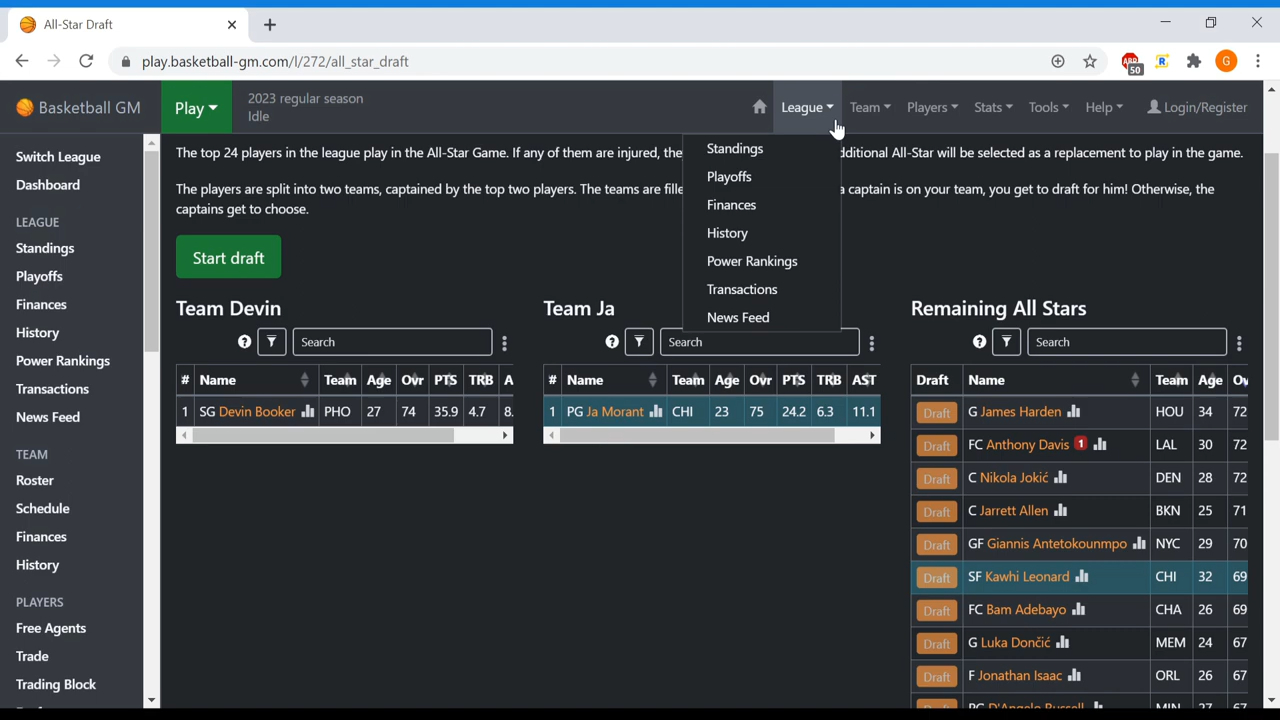 All-Star Draft
play.basketball-gm.com/l/272/all_star_draft
ABP
50
R
G
Basketball GM
Play
2023 regular season
Idle
League
Team
Players
Stats
Tools
Help
Login/Register
Switch League
Dashboard
LEAGUE
Standings
Playoffs
Finances
History
Power Rankings
Transactions
News Feed
TEAM
Roster
Schedule
Finances
History
PLAYERS
Free Agents
Trade
Trading Block
Standings
Playoffs
Finances
History
Power Rankings
Transactions
News Feed
The top 24 players in the league play in the All-Star Game. If any of them are injured, the dditional All-Star will be selected as a replacement to play in the game.
The players are split into two teams, captained by the top two players. The teams are fille a captain is on your team, you get to draft for him! Otherwise, the
captains get to choose.
Start draft
Team Devin
? Search
# Name Team Age Ovr PTS TRB A
1 SG Devin Booker PHO 27 74 35.9 4.7 8.
Team Ja
? Search
# Name Team Age Ovr PTS TRB AST
1 PG Ja Morant CHI 23 75 24.2 6.3 11.1
Remaining All Stars
? Search
Draft Name Team Age Ov
Draft G James Harden HOU 34 72
Draft FC Anthony Davis 1 LAL 30 72
Draft C Nikola Jokić DEN 28 72
Draft C Jarrett Allen BKN 25 71
Draft GF Giannis Antetokounmpo NYC 29 70
Draft SF Kawhi Leonard CHI 32 69
Draft FC Bam Adebayo CHA 26 69
Draft G Luka Dončić MEM 24 67
Draft F Jonathan Isaac ORL 26 67
Draft PG D'Angelo Russell MIN 27 67